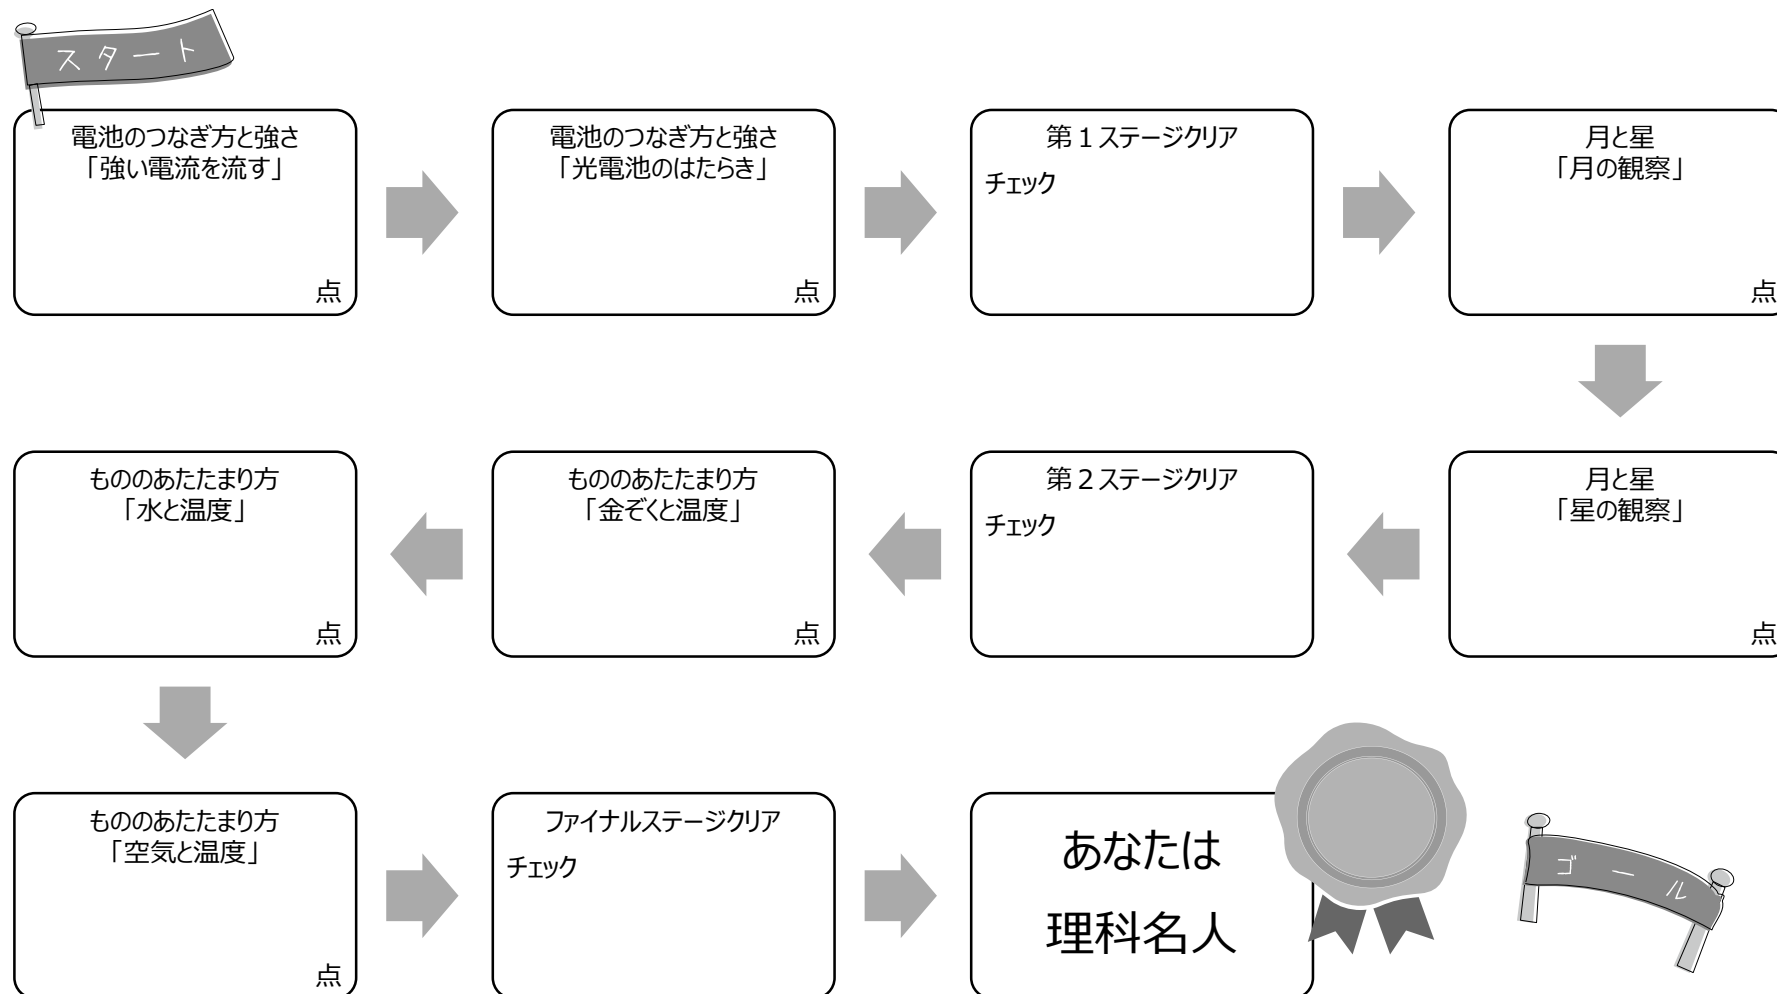 スタート
電池のつなぎ方と強さ
「強い電流を流す」
点
電池のつなぎ方と強さ
「光電池のはたらき」
点
第１ステージクリア
チェック
月と星
「月の観察」
点
月と星
「星の観察」
点
第２ステージクリア
チェック
もののあたたまり方
「金ぞくと温度」
点
もののあたたまり方
「水と温度」
点
もののあたたまり方
「空気と温度」
点
ファイナルステージクリア
チェック
あなたは
理科名人
ゴール